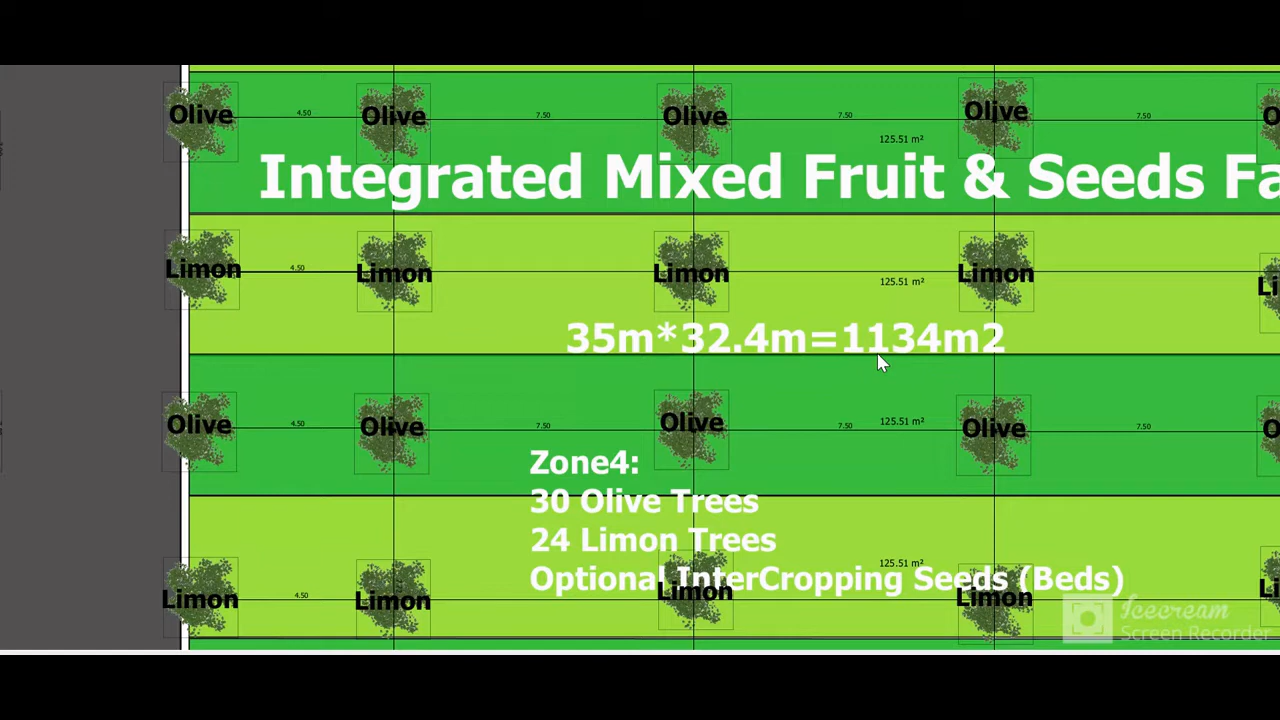 Olive 4.50 Olive 7.50 Olive 7.50 Olive 7.50
125.51 m²
Integrated Mixed Fruit & Seeds Fa
Limon 4.50 Limon Limon Limon Li
125.51 m²
35m*32.4m=1134m2
Olive 4.50 Olive 7.50 Olive 7.50 125.51 m² Olive 7.50
Zone4:
30 Olive Trees
24 Limon Trees
125.51 m²
Optional InterCropping Seeds (Beds)
Limon 4.50 Limon Limon Limon Li
Icecream
Screen Recorder